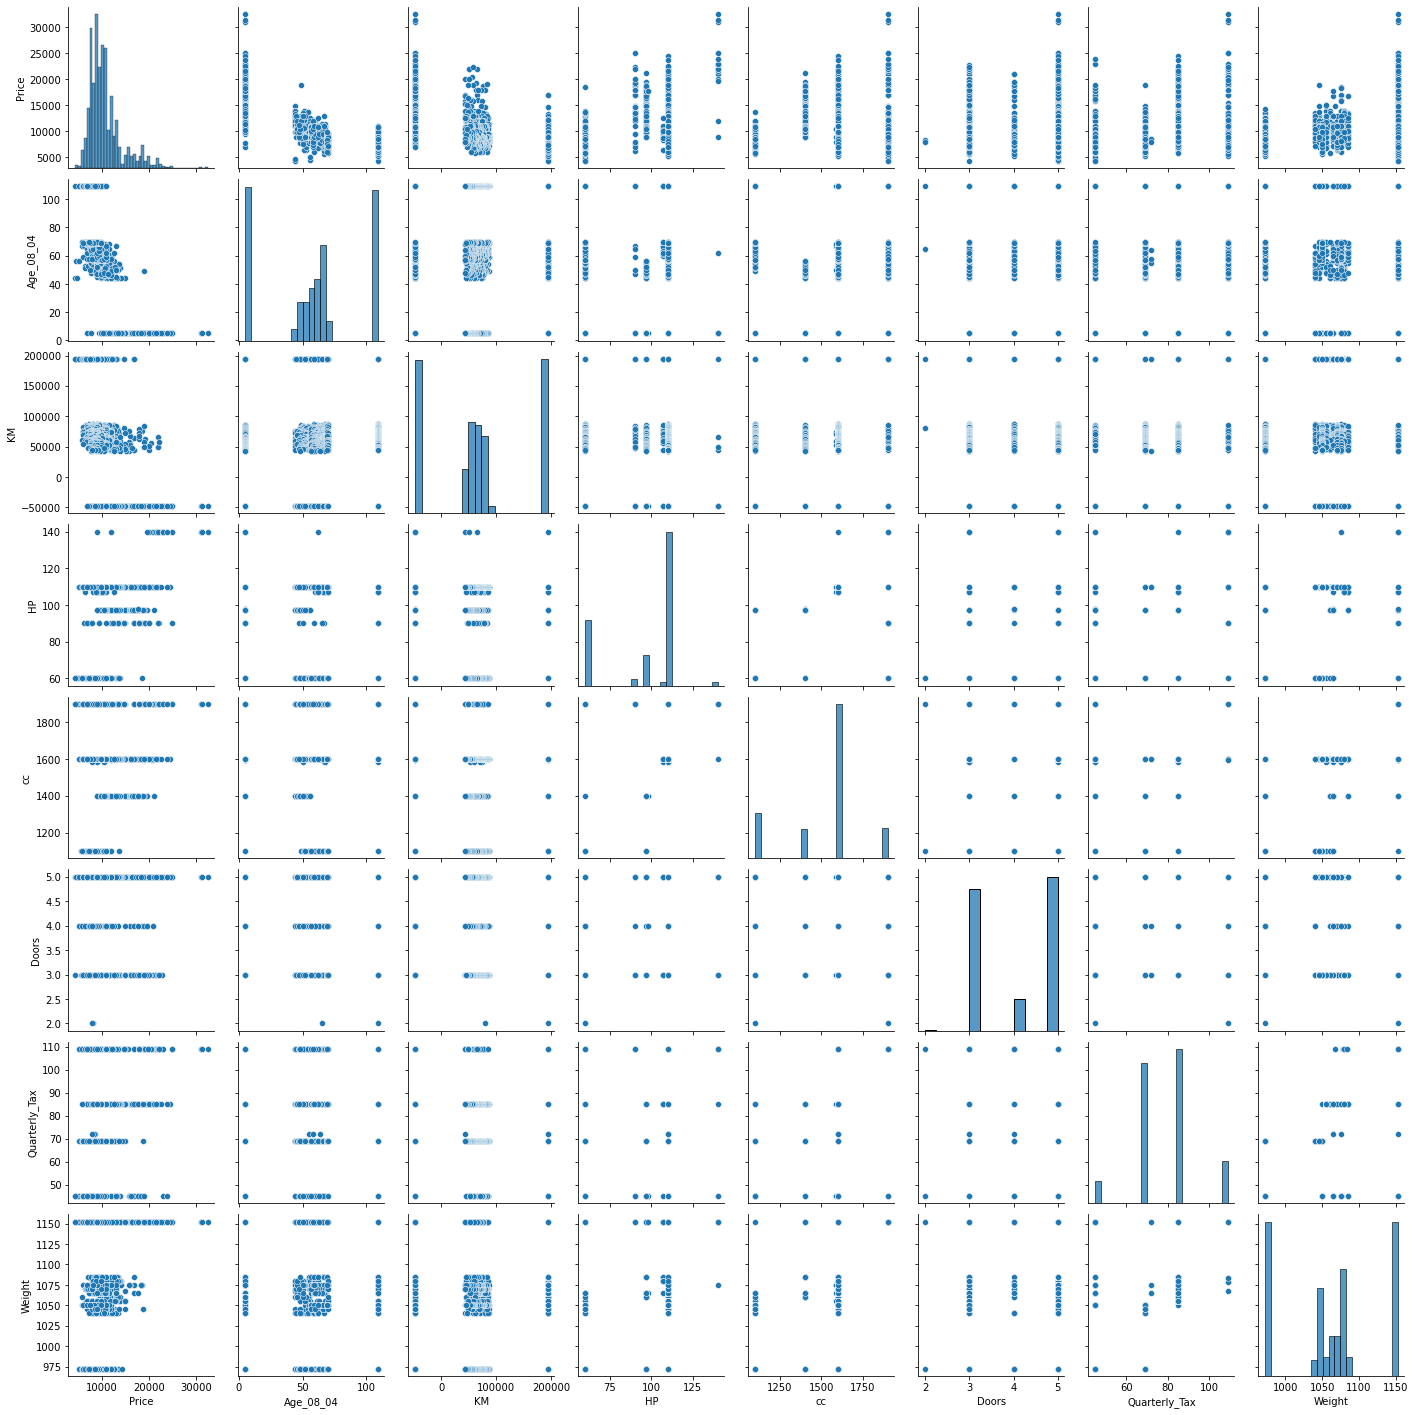 30000
25000
20000
15000
10000
5000
Price
100
80
60
40
20
0
Age_08_04
200000
150000
100000
50000
0
−50000
KM
140
120
100
80
60
HP
1800
1600
1400
1200
cc
5.0
4.5
4.0
3.5
3.0
2.5
2.0
Doors
110
100
90
80
70
60
50
Quarterly_Tax
1150
1125
1100
1075
1050
1025
1000
975
Weight
10000 20000 30000
Price
0 50 100
Age_08_04
0 100000 200000
KM
75 100 125
HP
1250 1500 1750
cc
2 3 4 5
Doors
60 80 100
Quarterly_Tax
1000 1050 1100 1150
Weight